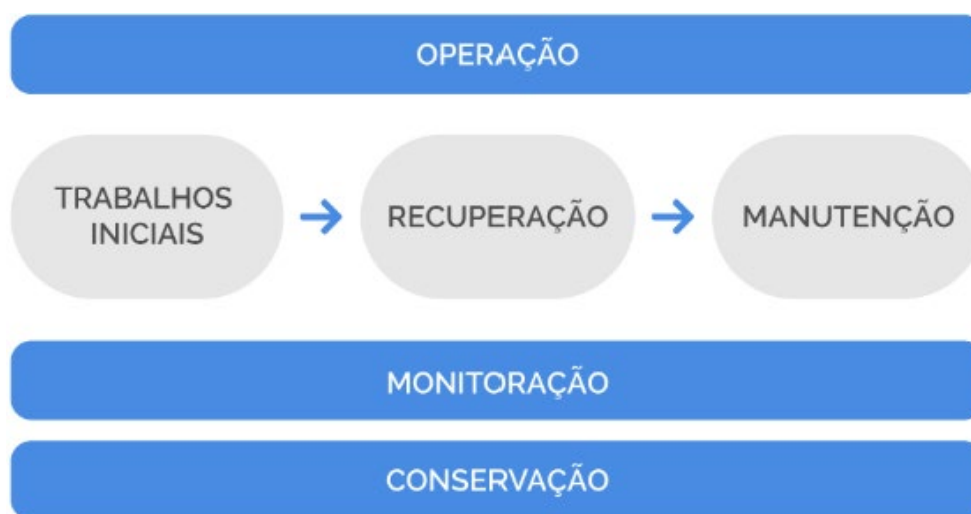 OPERAÇÃO
TRABALHOS
INICIAIS
RECUPERAÇÃO
MANUTENÇÃO
MONITORAÇÃO
CONSERVAÇÃO